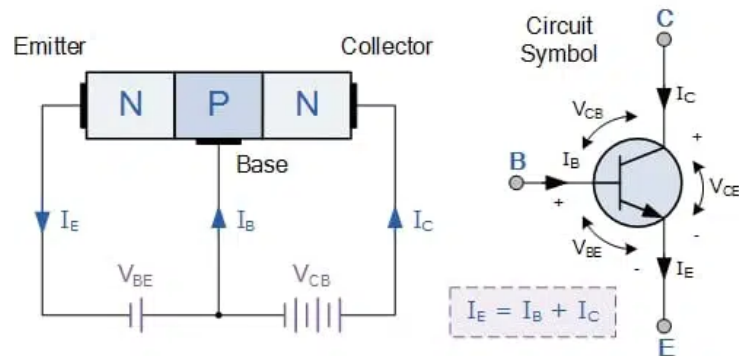 Emitter
Collector
N P N
Base
I_E
I_B
I_C
V_BE
V_CB
Circuit
Symbol
C
I_C
V_CB
+
B
I_B
V_CE
+
V_BE
-
-
I_E
I_E = I_B + I_C
E